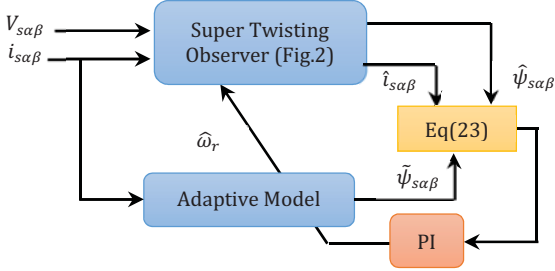 V_{sαβ}
i_{sαβ}
Super Twisting
Observer (Fig.2)
î_{sαβ}
ψ̂_{sαβ}
Eq(23)
ω̂_r
Adaptive Model
ψ̃_{sαβ}
PI